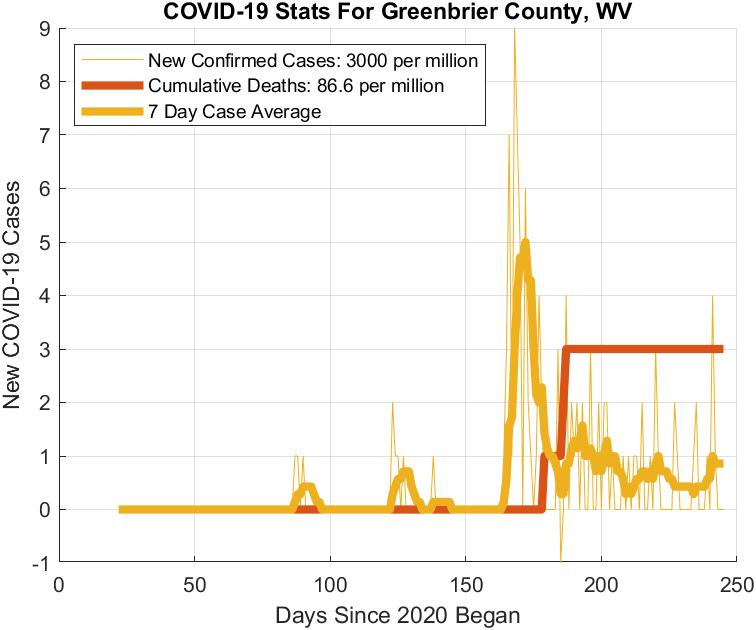 COVID-19 Stats For Greenbrier County, WV
New Confirmed Cases: 3000 per million
Cumulative Deaths: 86.6 per million
7 Day Case Average
New COVID-19 Cases
9
8
7
6
5
4
3
2
1
0
-1
0 50 100 150 200 250
Days Since 2020 Began